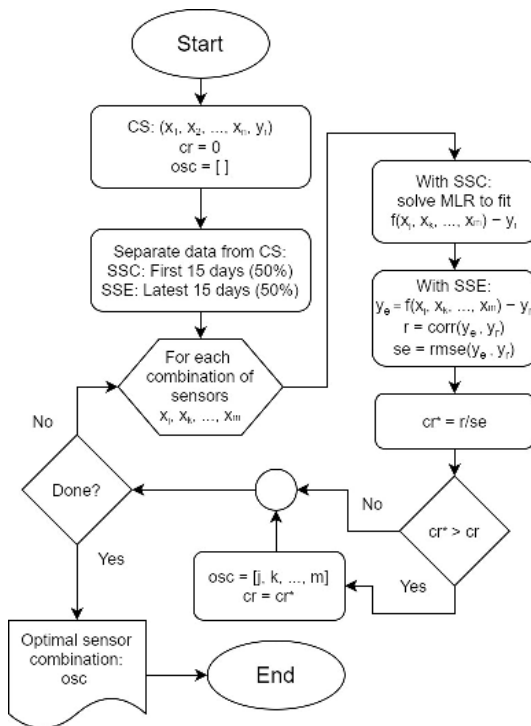 Start
CS: (x₁, x₂, ..., xₙ, yᵣ)
cr = 0
osc = [ ]
Separate data from CS:
SSC: First 15 days (50%)
SSE: Latest 15 days (50%)
For each
combination of
sensors
xⱼ, xₖ, ..., xₘ
With SSC:
solve MLR to fit
f(xⱼ, xₖ, ..., xₘ) − yᵣ
With SSE:
yₑ = f(xⱼ, xₖ, ..., xₘ) − yᵣ
r = corr(yₑ, yᵣ)
se = rmse(yₑ, yᵣ)
cr* = r/se
cr* > cr
No
Yes
osc = [j, k, ..., m]
cr = cr*
Done?
No
Yes
Optimal sensor
combination:
osc
End